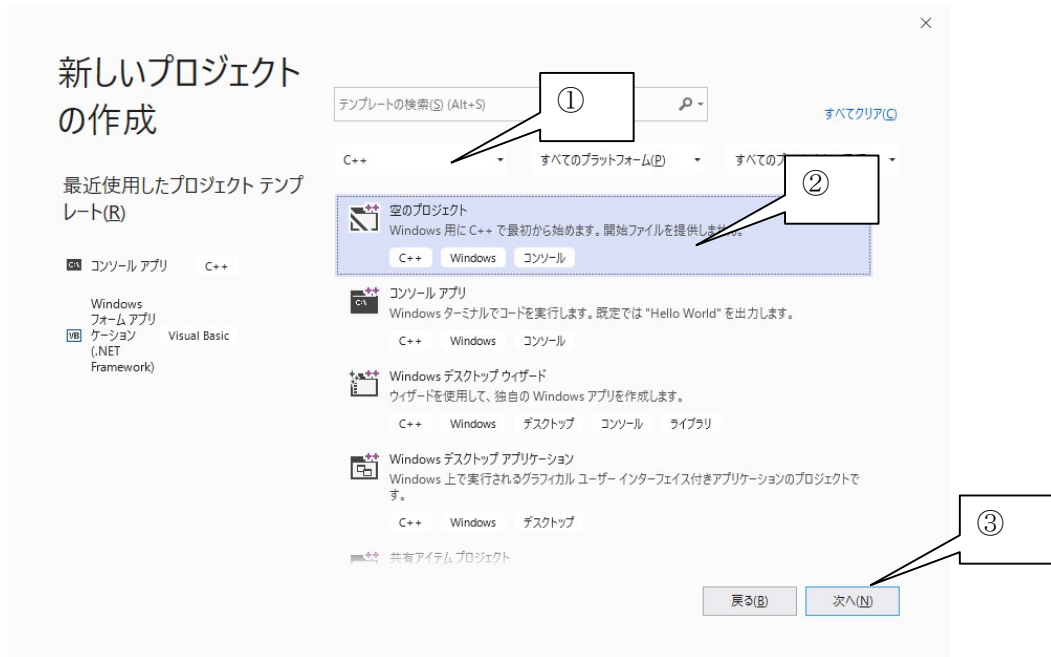 新しいプロジェクト
の作成
最近使用したプロジェクト テンプ
レート(R)
コンソール アプリ C++
Windows
フォーム アプリ
ケーション
(.NET
Framework)
Visual Basic
テンプレートの検索(S) (Alt+S)
①
すべてクリア(C)
C++ すべてのプラットフォーム(P) すべてのプ
②
空のプロジェクト
Windows 用に C++ で最初から始めます。開始ファイルを提供しません。
C++ Windows コンソール
コンソール アプリ
Windows ターミナルでコードを実行します。既定では "Hello World" を出力します。
C++ Windows コンソール
Windows デスクトップ ウィザード
ウィザードを使用して、独自の Windows アプリを作成します。
C++ Windows デスクトップ コンソール ライブラリ
Windows デスクトップ アプリケーション
Windows 上で実行されるグラフィカル ユーザー インターフェイス付きアプリケーションのプロジェクトで
す。
C++ Windows デスクトップ
共有アイテム プロジェクト
③
戻る(B) 次へ(N)